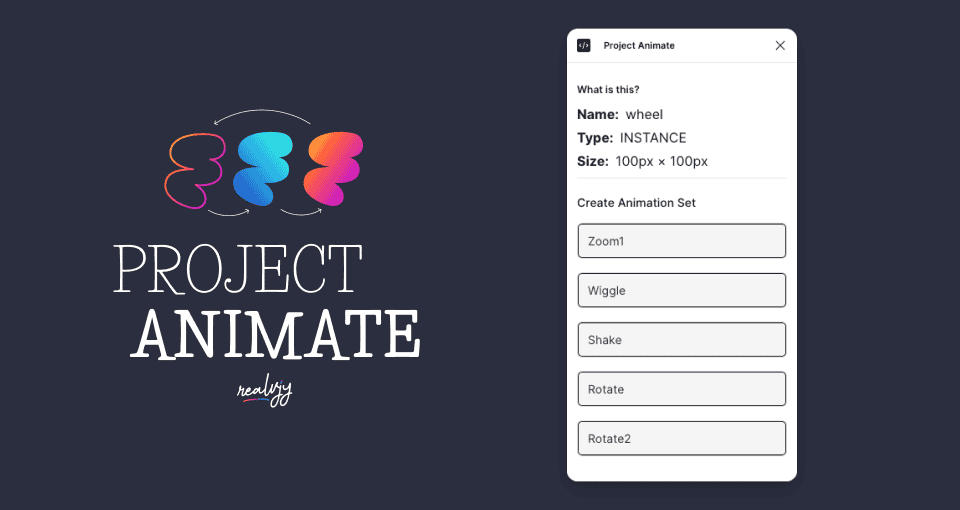 PROJECT
ANIMATE
realvjy
Project Animate
What is this?
Name: wheel
Type: INSTANCE
Size: 100px × 100px
Create Animation Set
Zoom1
Wiggle
Shake
Rotate
Rotate2